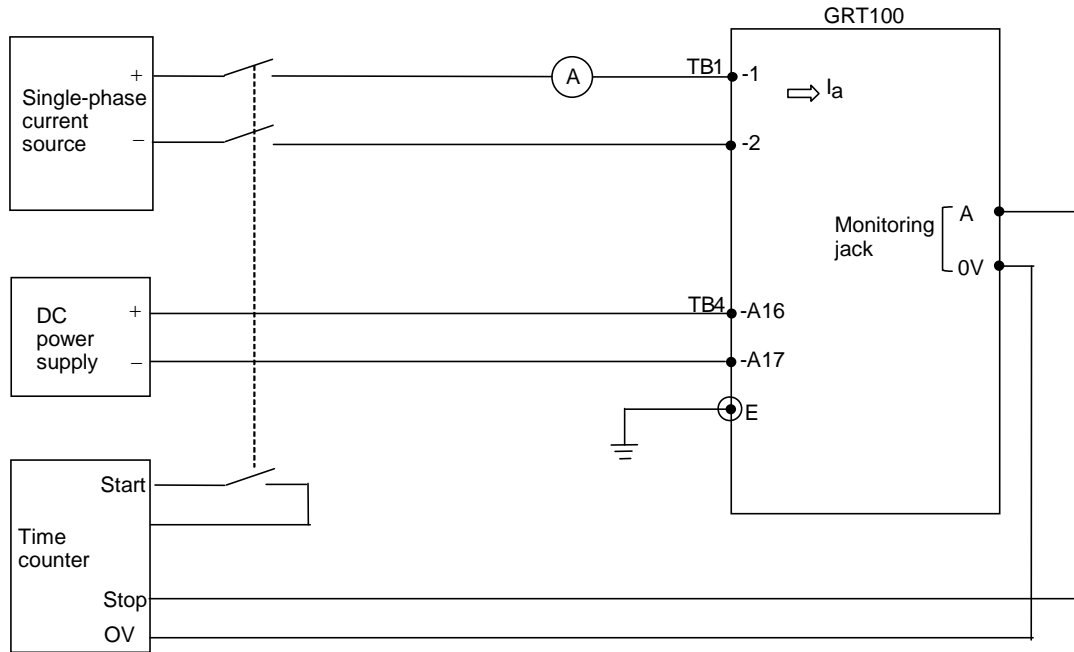 GRT100
+
TB1
-1
A
Ia
Single-phase
current
source
−
-2
A
Monitoring
jack
0V
+
TB4
-A16
DC
power
supply
−
-A17
E
Start
Time
counter
Stop
OV